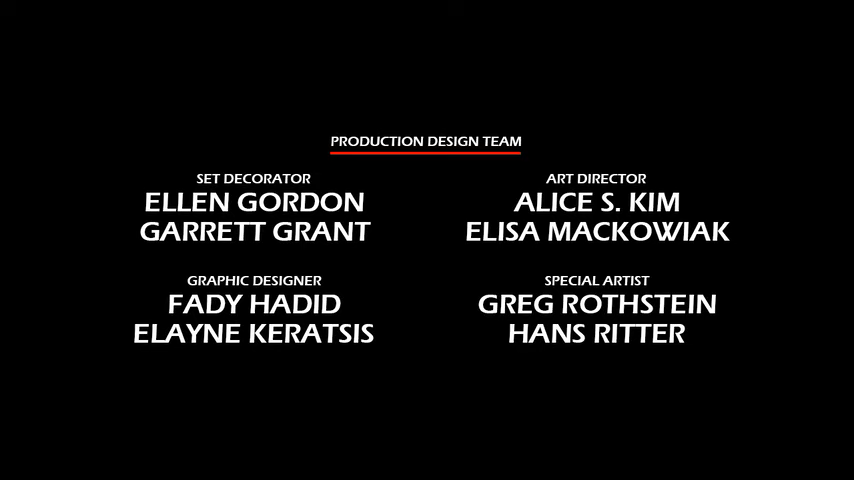 PRODUCTION DESIGN TEAM
SET DECORATOR
ELLEN GORDON
GARRETT GRANT
ART DIRECTOR
ALICE S. KIM
ELISA MACKOWIAK
GRAPHIC DESIGNER
FADY HADID
ELAYNE KERATSIS
SPECIAL ARTIST
GREG ROTHSTEIN
HANS RITTER